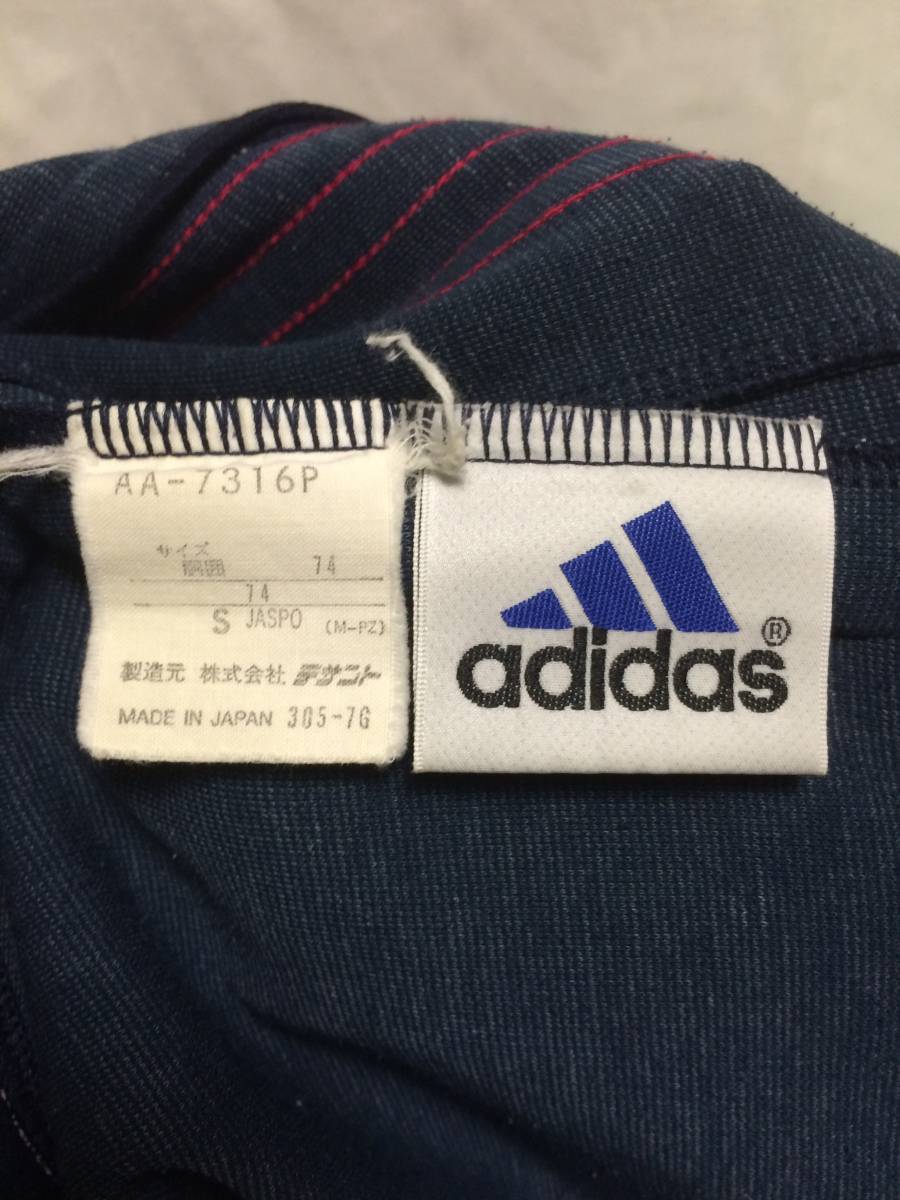 AA-7316P
サイズ
胴囲 74
74
S JASPO (M-PZ)
製造元 株式会社 デサント
MADE IN JAPAN 305-7G
adidas®